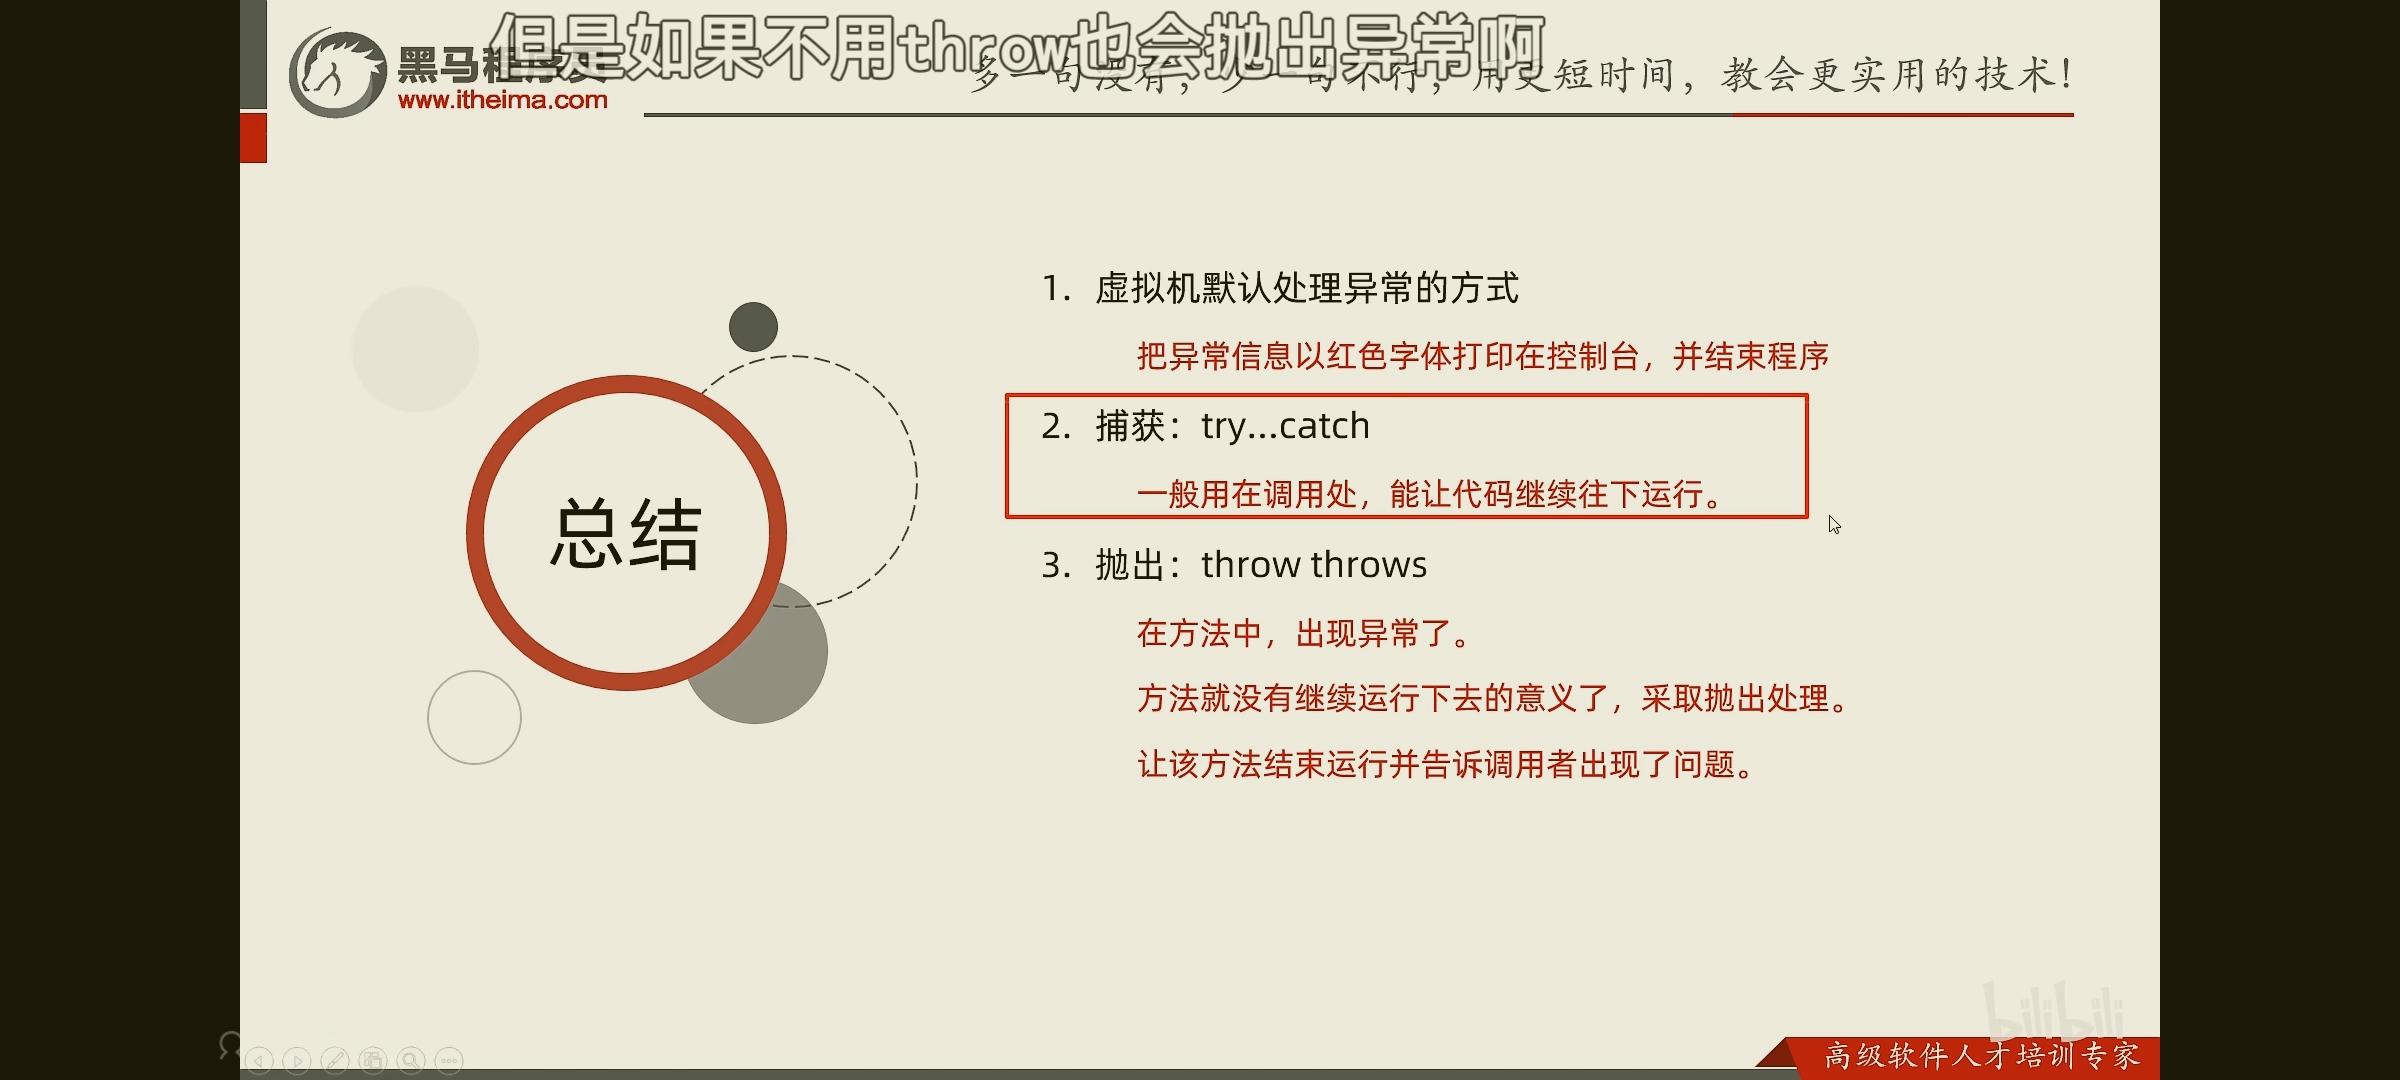 但是如果不用throw也会抛出异常啊
黑马程序员
www.itheima.com
多一句没有，少一句不行，用更短时间，教会更实用的技术！
总结
1. 虚拟机默认处理异常的方式
把异常信息以红色字体打印在控制台，并结束程序
2. 捕获：try...catch
一般用在调用处，能让代码继续往下运行。
3. 抛出：throw throws
在方法中，出现异常了。
方法就没有继续运行下去的意义了，采取抛出处理。
让该方法结束运行并告诉调用者出现了问题。
bilibili
高级软件人才培训专家